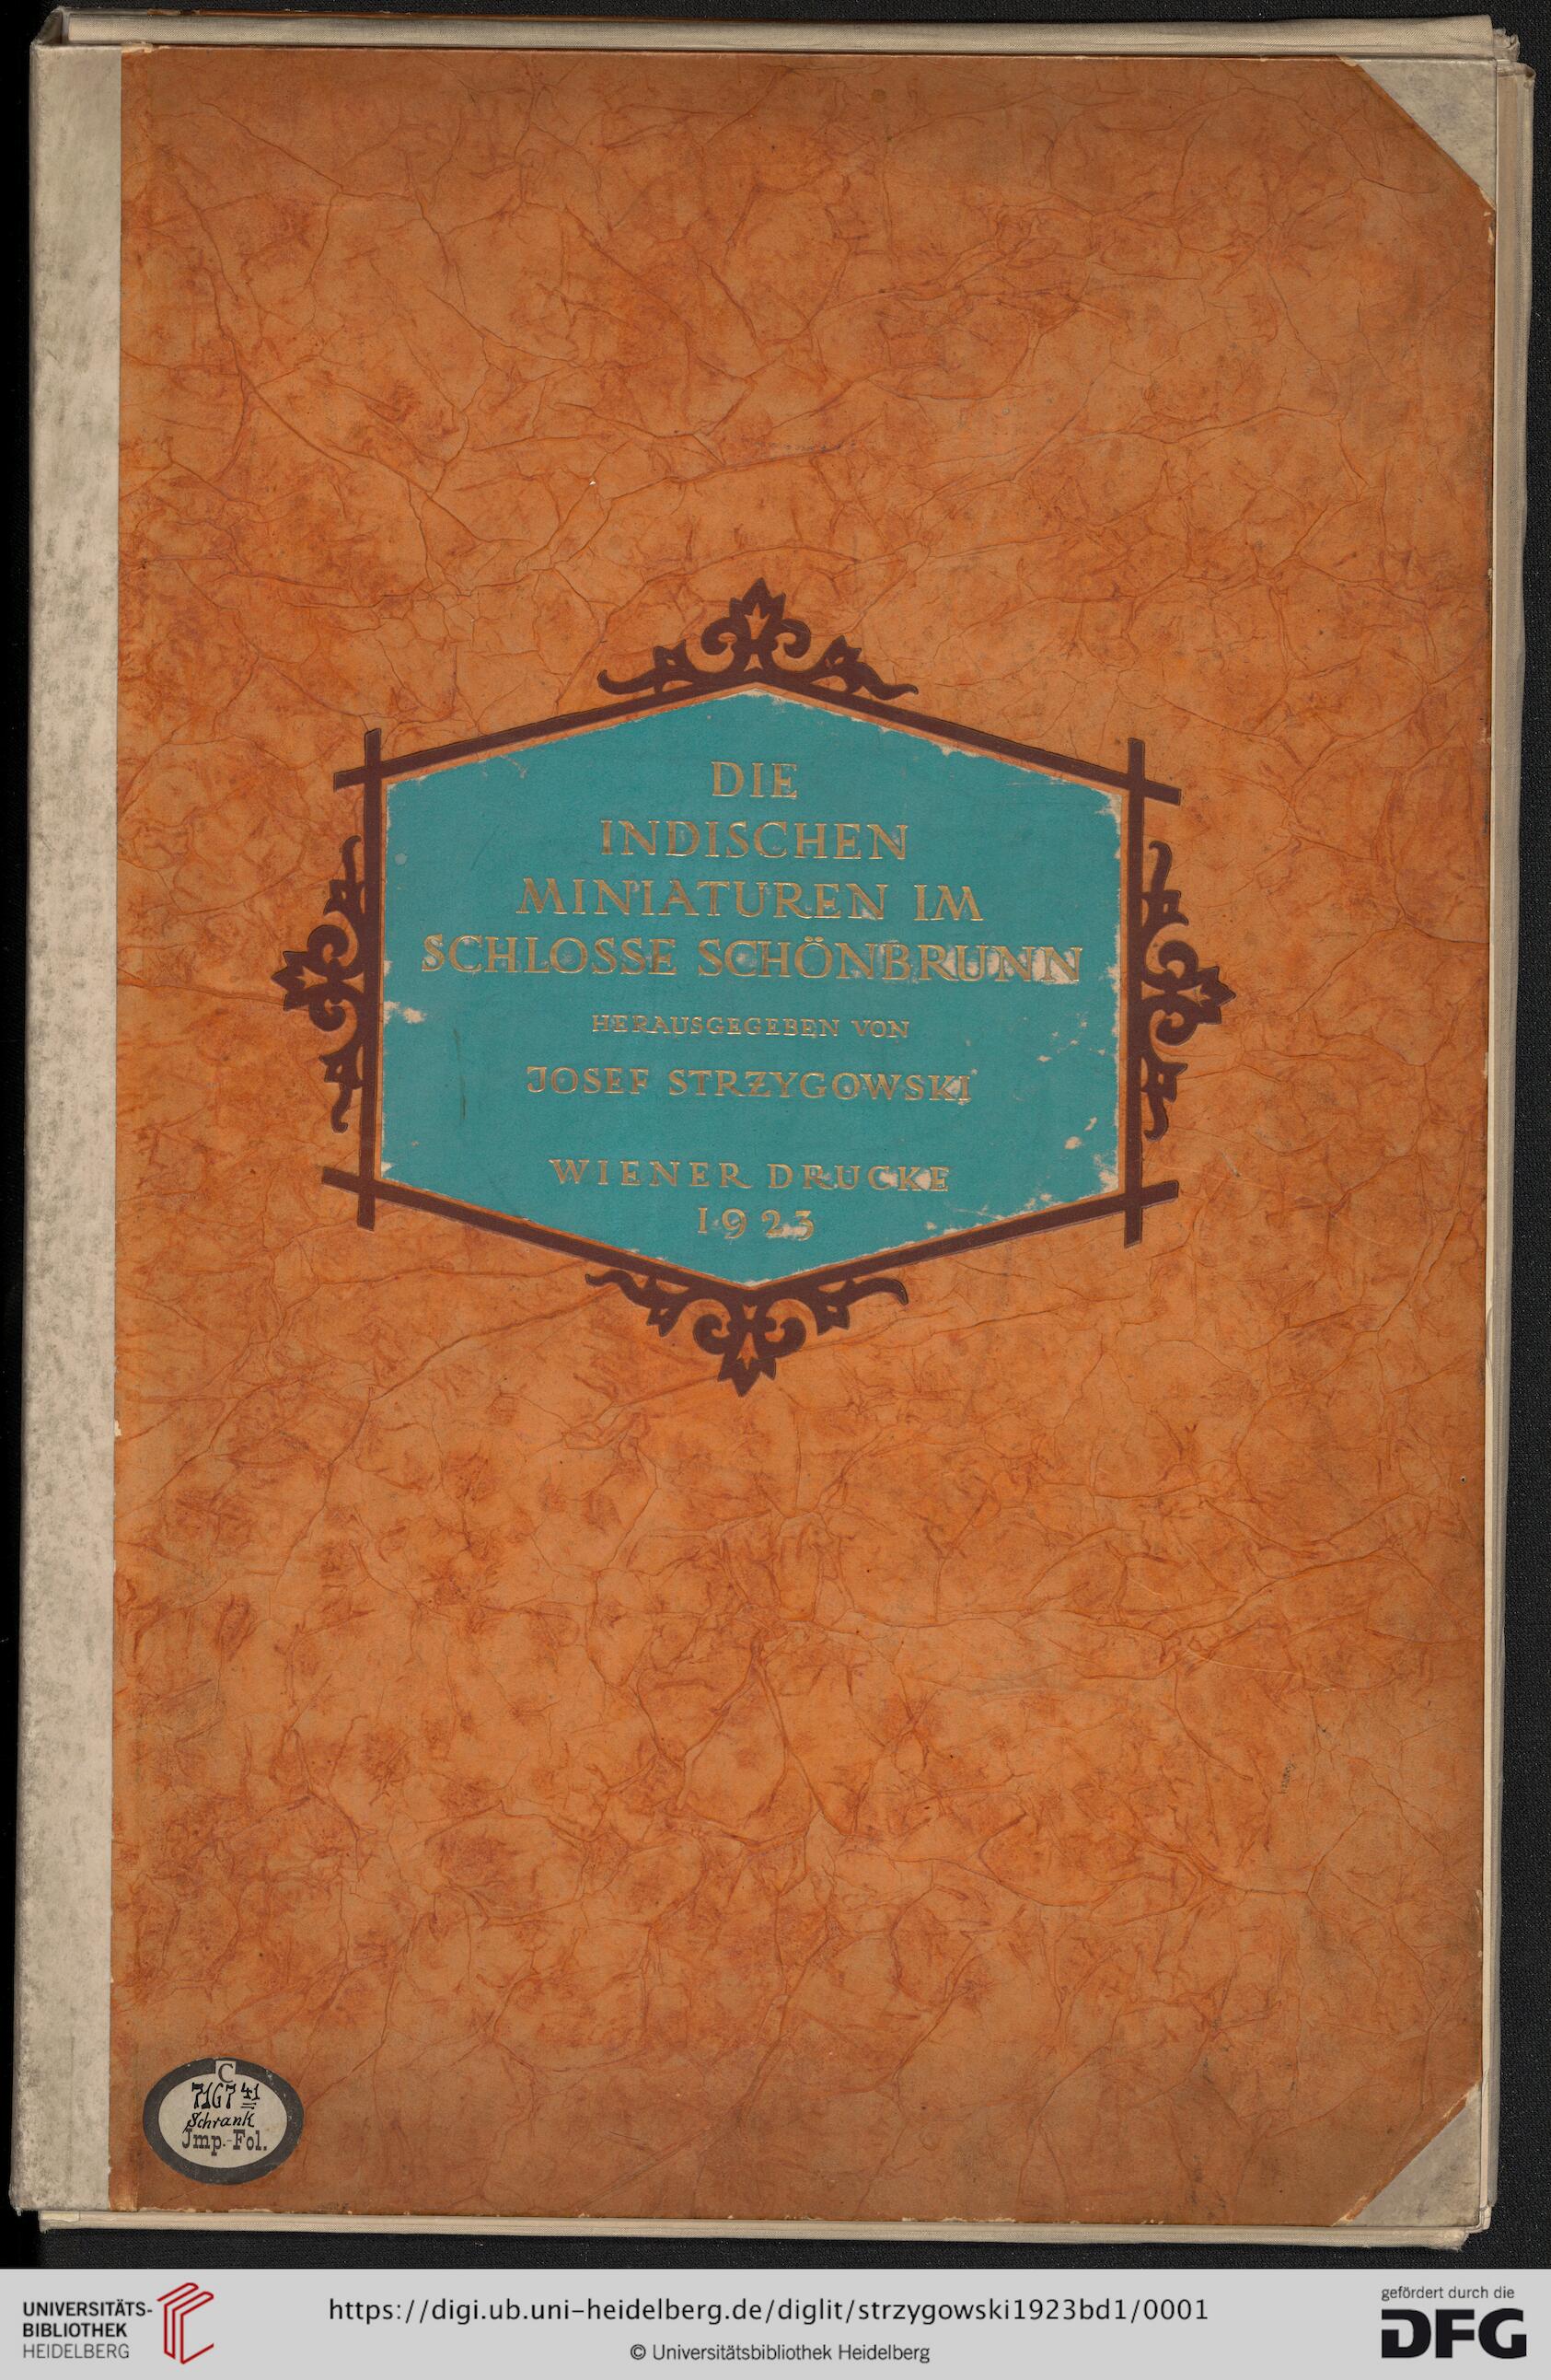 DIE
INDISCHEN
MINIATUREN IM
SCHLOSSE SCHÖNBRUNN
HERAUSGEGEBEN VON
JOSEF STRZYGOWSKI
WIENER DRUCKE
1923
C
7167 41
Schrank
Imp.-Fol.
UNIVERSITÄTS-
BIBLIOTHEK
HEIDELBERG
https://digi.ub.uni-heidelberg.de/diglit/strzygowski1923bd1/0001
© Universitätsbibliothek Heidelberg
gefördert durch die
DFG